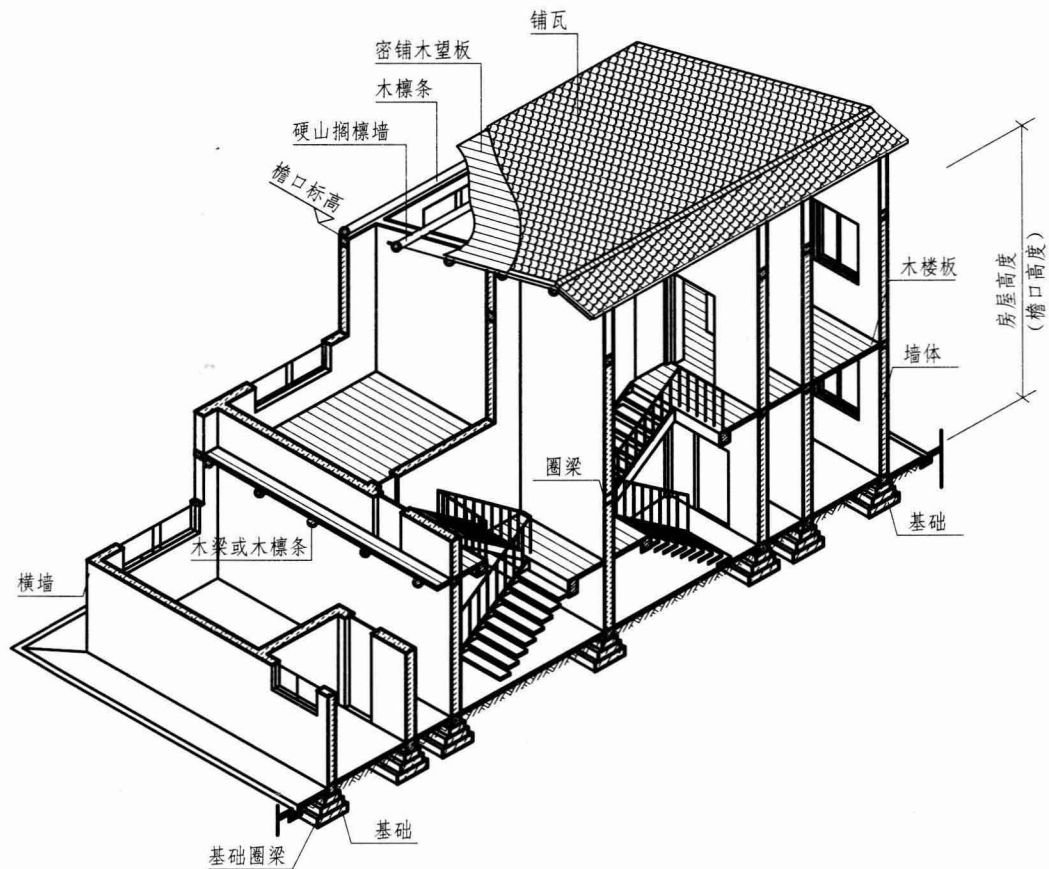 铺瓦
密铺木望板
木檩条
硬山搁檩墙
檐口标高
木楼板
房屋高度
(檐口高度)
墙体
圈梁
基础
木梁或木檩条
横墙
基础
基础圈梁